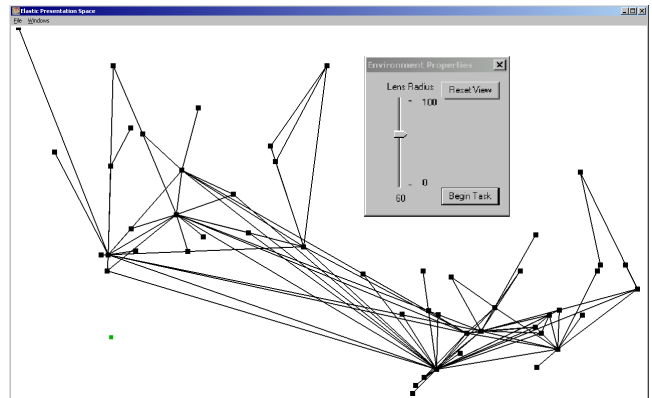 Elastic Presentation Space
File Windows
Environment Properties
Lens Radius
Reset View
100
0
60
Begin Task